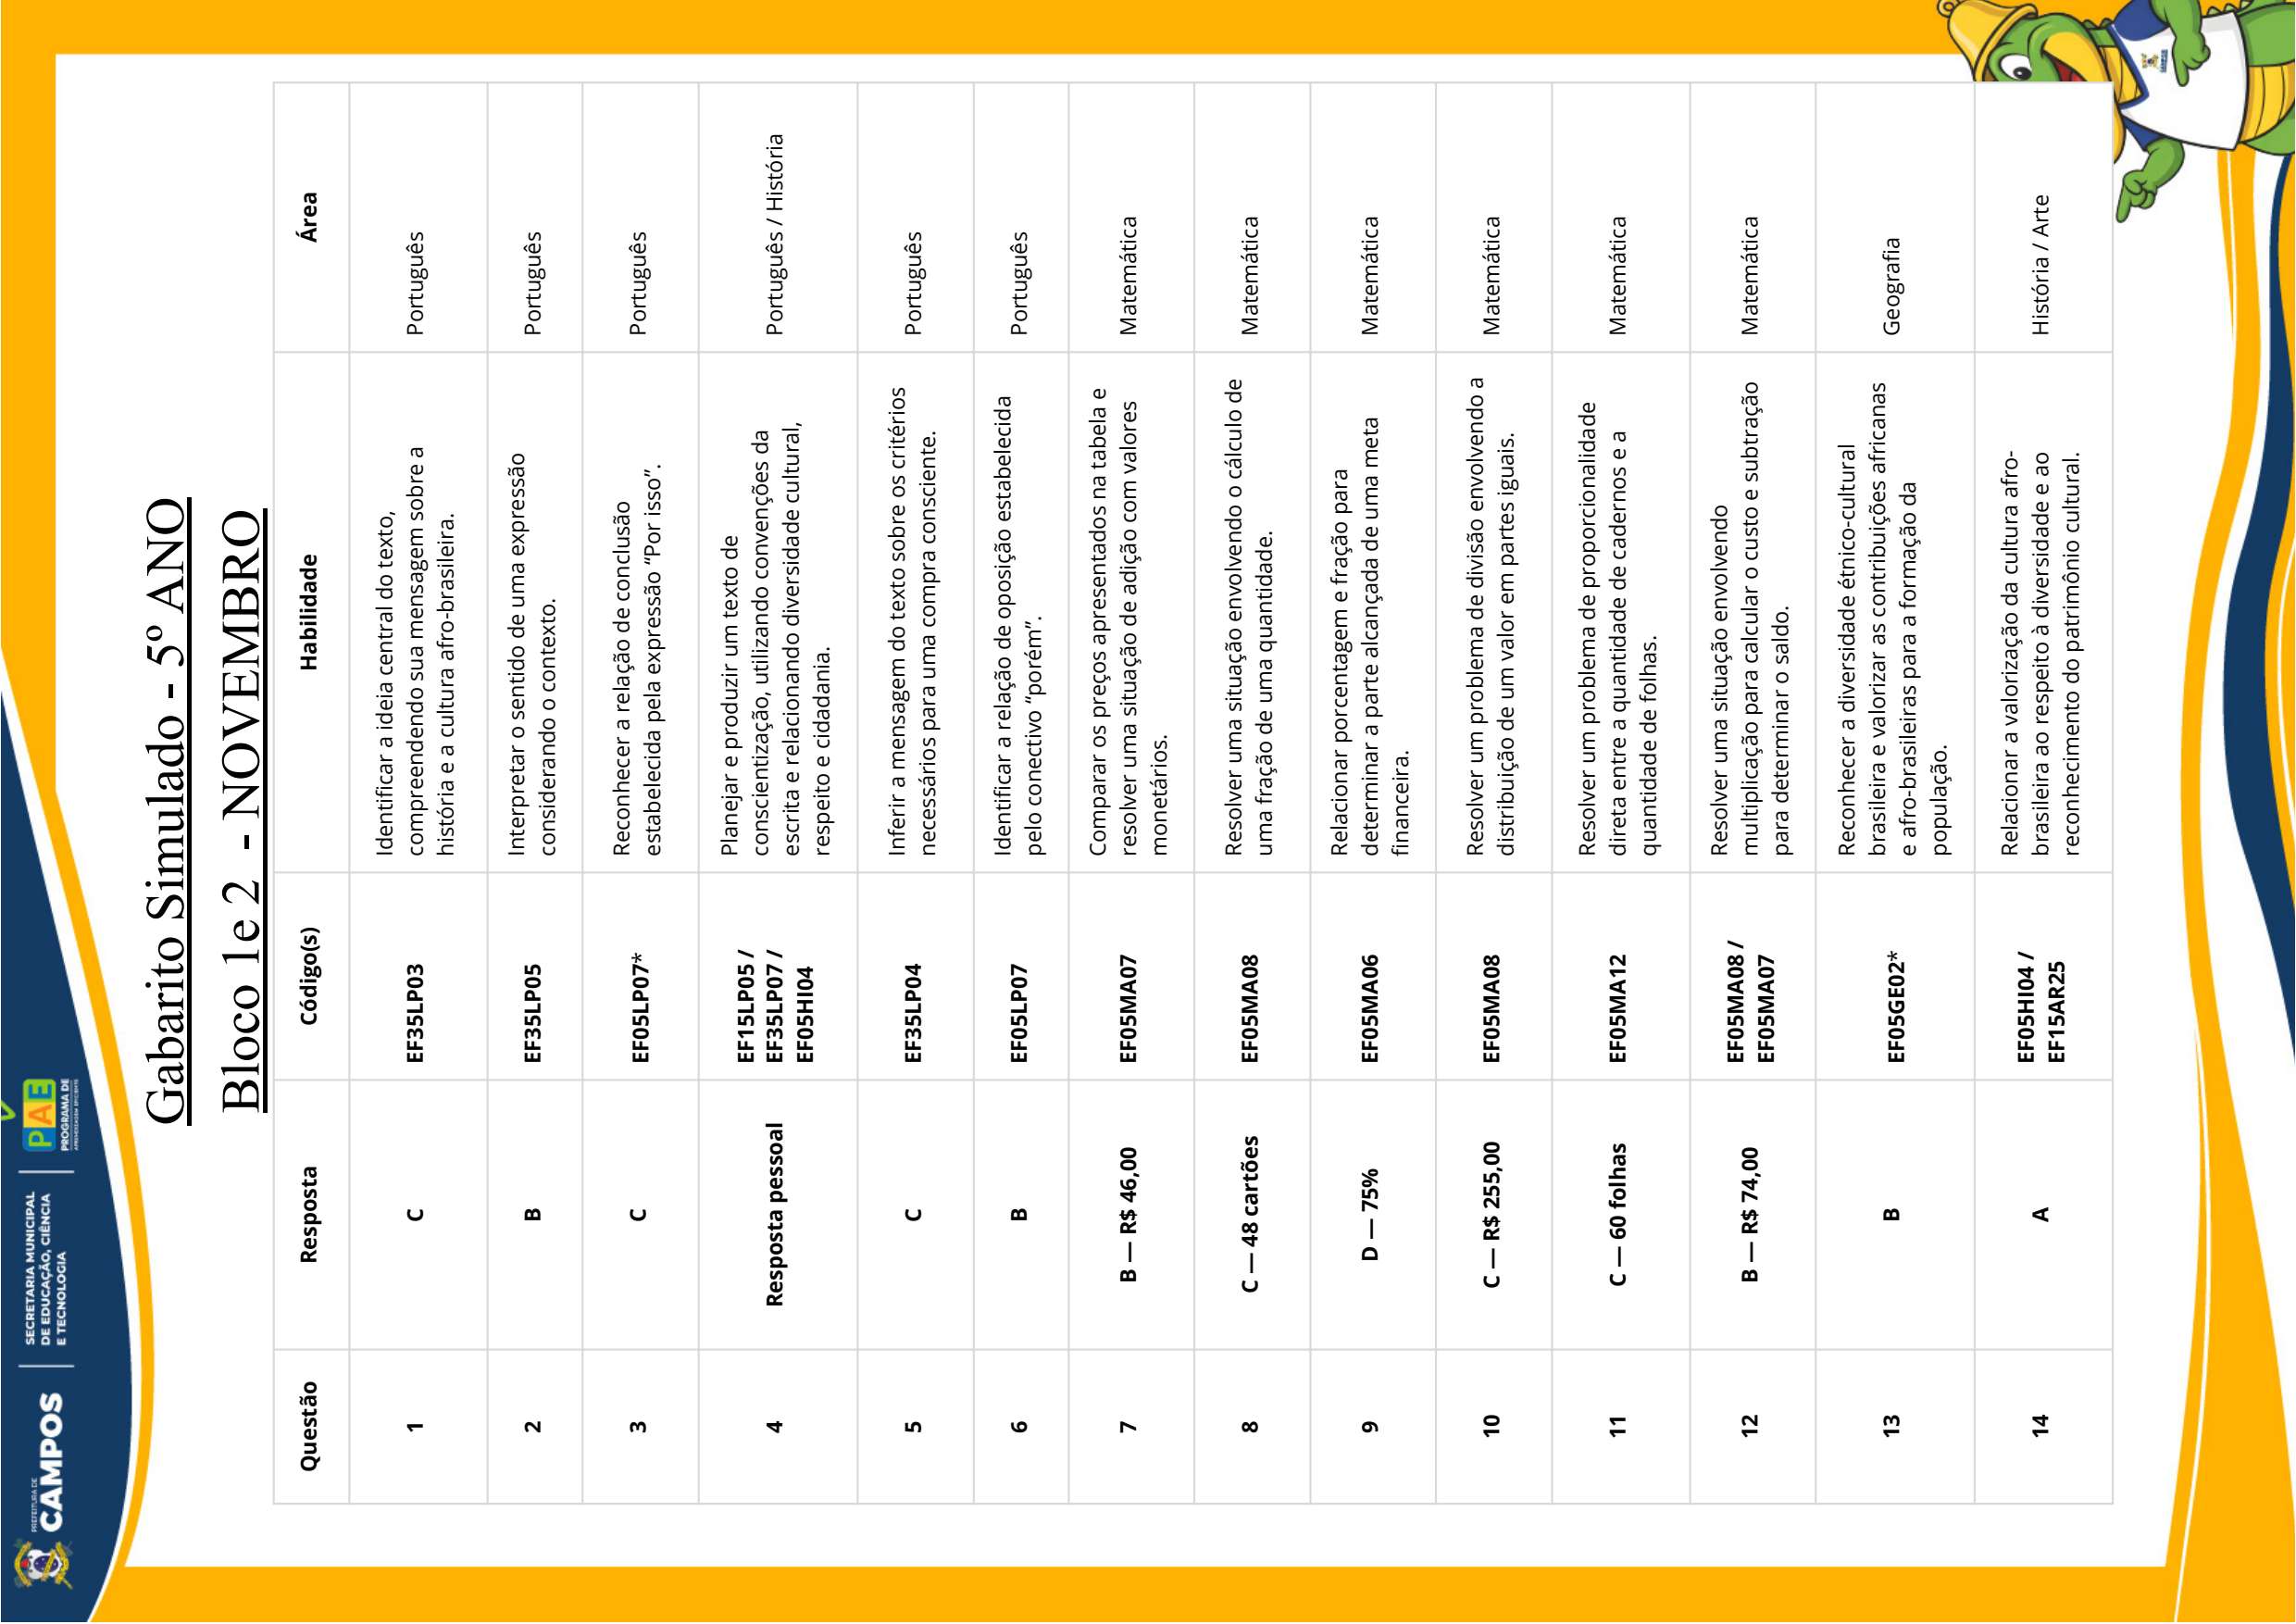 PREFEITURA DE
CAMPOS
SECRETARIA MUNICIPAL
DE EDUCAÇÃO, CIÊNCIA
E TECNOLOGIA
PAE
PROGRAMA DE
APRENDIZAGEM EFICIENTE
Gabarito Simulado - 5º ANO
Bloco 1e 2 - NOVEMBRO
Questão Resposta Código(s) Habilidade Área
1 C EF35LP03 Identificar a ideia central do texto,
compreendendo sua mensagem sobre a
história e a cultura afro-brasileira. Português
2 B EF35LP05 Interpretar o sentido de uma expressão
considerando o contexto. Português
3 C EF05LP07* Reconhecer a relação de conclusão
estabelecida pela expressão “Por isso”. Português
4 Resposta pessoal EF15LP05 /
EF35LP07 /
EF05HI04 Planejar e produzir um texto de
conscientização, utilizando convenções da
escrita e relacionando diversidade cultural,
respeito e cidadania. Português / História
5 C EF35LP04 Inferir a mensagem do texto sobre os critérios
necessários para uma compra consciente. Português
6 B EF05LP07 Identificar a relação de oposição estabelecida
pelo conectivo “porém”. Português
7 B — R$ 46,00 EF05MA07 Comparar os preços apresentados na tabela e
resolver uma situação de adição com valores
monetários. Matemática
8 C — 48 cartões EF05MA08 Resolver uma situação envolvendo o cálculo de
uma fração de uma quantidade. Matemática
9 D — 75% EF05MA06 Relacionar porcentagem e fração para
determinar a parte alcançada de uma meta
financeira. Matemática
10 C — R$ 255,00 EF05MA08 Resolver um problema de divisão envolvendo a
distribuição de um valor em partes iguais. Matemática
11 C — 60 folhas EF05MA12 Resolver um problema de proporcionalidade
direta entre a quantidade de cadernos e a
quantidade de folhas. Matemática
12 B — R$ 74,00 EF05MA08 /
EF05MA07 Resolver uma situação envolvendo
multiplicação para calcular o custo e subtração
para determinar o saldo. Matemática
13 B EF05GE02* Reconhecer a diversidade étnico-cultural
brasileira e valorizar as contribuições africanas
e afro-brasileiras para a formação da
população. Geografia
14 A EF05HI04 /
EF15AR25 Relacionar a valorização da cultura afro-
brasileira ao respeito à diversidade e ao
reconhecimento do patrimônio cultural. História / Arte